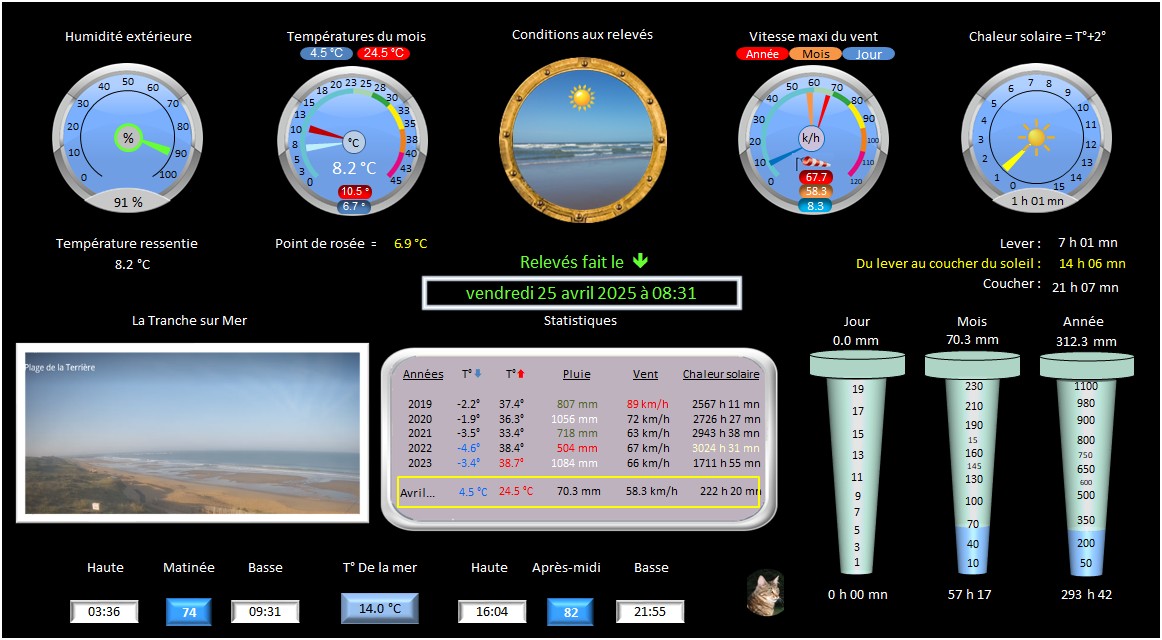 Humidité extérieure
Températures du mois
Conditions aux relevés
Vitesse maxi du vent
Chaleur solaire = T°+2°
4.5 °C 24.5 °C
Année Mois Jour
0 10 20 30 40 50 60 70 80 90 100
%
91 %
0 3 5 8 10 13 15 18 20 23 25 28 30 33 35 38 40 43 45
°C
8.2 °C
10.5 °
6.7 °
0 10 20 30 40 50 60 70 80 90 100 110 120
k/h
67.7
58.3
8.3
0 1 2 3 4 5 6 7 8 9 10 11 12 13 14 15
1 h 01 mn
Température ressentie
8.2 °C
Point de rosée = 6.9 °C
Lever : 7 h 01 mn
Du lever au coucher du soleil : 14 h 06 mn
Coucher : 21 h 07 mn
Relevés fait le
vendredi 25 avril 2025 à 08:31
La Tranche sur Mer
Plage de la Terrière
Statistiques
Années T° T° Pluie Vent Chaleur solaire
2019 -2.2° 37.4° 807 mm 89 km/h 2567 h 11 mn
2020 -1.9° 36.3° 1056 mm 72 km/h 2726 h 27 mn
2021 -3.5° 33.4° 718 mm 63 km/h 2943 h 38 mn
2022 -4.6° 38.4° 504 mm 67 km/h 3024 h 31 mn
2023 -3.4° 38.7° 1084 mm 66 km/h 1711 h 55 mn
Avril... 4.5 °C 24.5 °C 70.3 mm 58.3 km/h 222 h 20 mn
Jour
0.0 mm
19
17
15
13
11
9
7
5
3
1
0 h 00 mn
Mois
70.3 mm
230
210
190
15
160
145
130
100
70
40
10
57 h 17
Année
312.3 mm
1100
980
900
800
750
650
600
500
350
200
50
293 h 42
Haute Matinée Basse T° De la mer Haute Après-midi Basse
03:36 74 09:31 14.0 °C 16:04 82 21:55